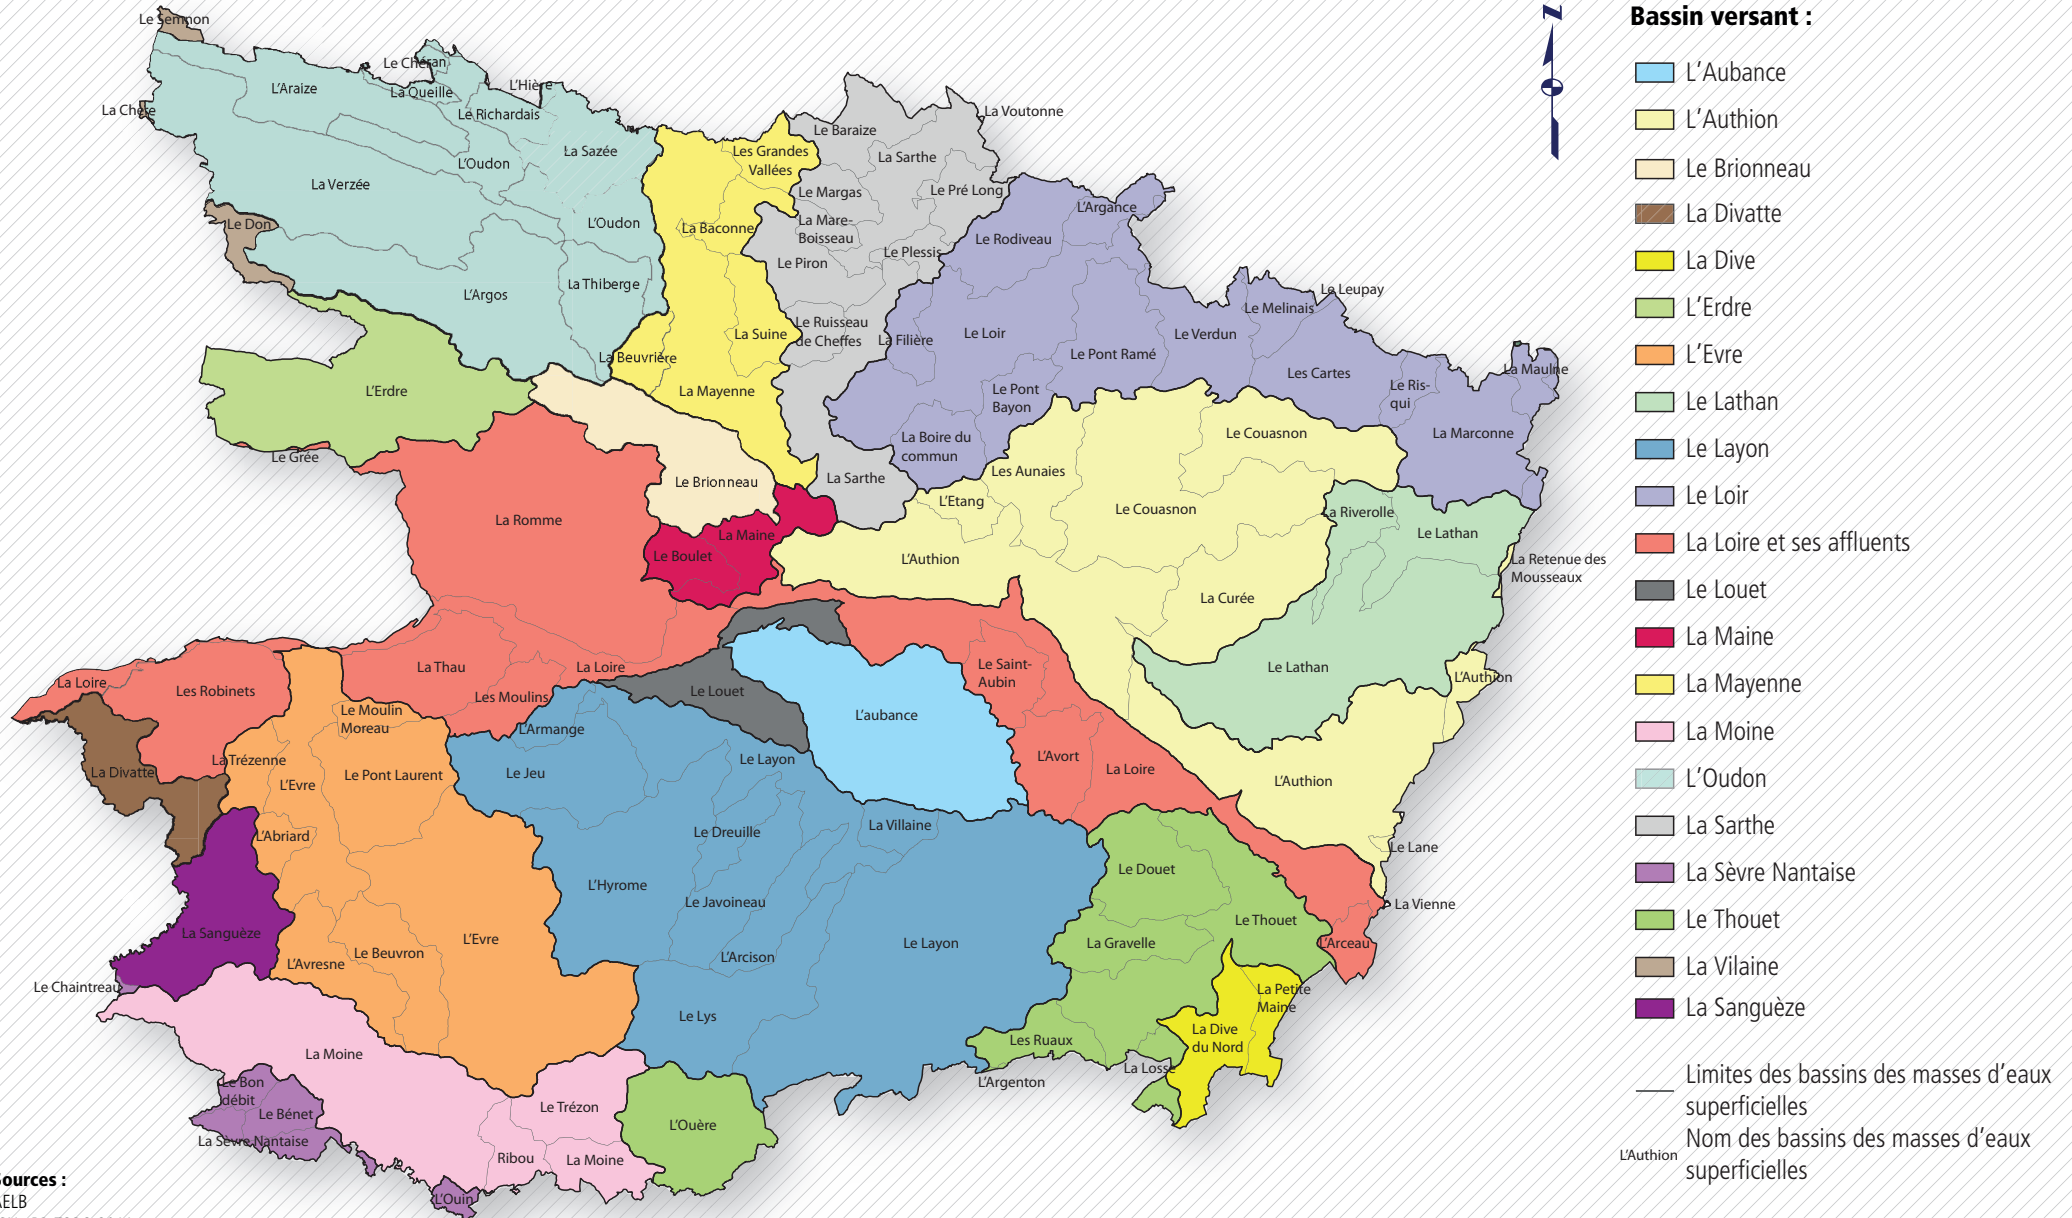 Le Semnon
La Chère
L'Araize
Le Chéran
La Queille
L'Hière
Le Richardais
La Sazée
L'Oudon
La Verzée
Le Don
L'Oudon
La Thiberge
L'Argos
L'Erdre
Le Grée
Les Grandes
Vallées
La Baconne
La Suine
La Beuvrière
La Mayenne
La Voutonne
Le Baraize
La Sarthe
Le Margas
Le Pré Long
La Mare-
Boisseau
Le Plessis
Le Piron
Le Ruisseau
de Cheffes
La Sarthe
L'Argance
Le Rodiveau
La Filière
Le Loir
Le Pont Ramé
Le Verdun
Le Melinais
Le Leupay
Le Pont
Bayon
Les Cartes
Le Ris-
qui
La Maulne
La Marconne
La Boire du
commun
Le Brionneau
La Maine
Le Boulet
La Romme
Les Aunaies
L'Etang
Le Couasnon
Le Couasnon
L'Authion
La Curée
La Riverolle
Le Lathan
La Retenue des
Mousseaux
Le Lathan
L'Authion
L'Authion
Le Lane
La Vienne
La Loire
Les Robinets
La Thau
Les Moulins
La Loire
Le Louet
L'aubance
Le Saint-
Aubin
L'Avort
La Loire
L'Arceau
La Divatte
La Trézenne
Le Moulin
Moreau
L'Evre
Le Pont Laurent
L'Abriard
L'Avresne
Le Beuvron
L'Evre
La Sanguèze
Le Chaintreau
L'Armange
Le Jeu
Le Layon
Le Dreuille
La Villaine
L'Hyrome
Le Javoineau
L'Arcison
Le Layon
Le Lys
Le Douet
Le Thouet
La Gravelle
Les Ruaux
L'Argenton
La Losse
La Petite
Maine
La Dive
du Nord
La Moine
Le Bon
débit
Le Bénet
La Sèvre Nantaise
Le Trézon
Ribou
La Moine
L'Ouère
L'Ouin
Sources :
AELB
N
Bassin versant :
L'Aubance
L'Authion
Le Brionneau
La Divatte
La Dive
L'Erdre
L'Evre
Le Lathan
Le Layon
Le Loir
La Loire et ses affluents
Le Louet
La Maine
La Mayenne
La Moine
L'Oudon
La Sarthe
La Sèvre Nantaise
Le Thouet
La Vilaine
La Sanguèze
Limites des bassins des masses d'eaux
superficielles
L'Authion
Nom des bassins des masses d'eaux
superficielles